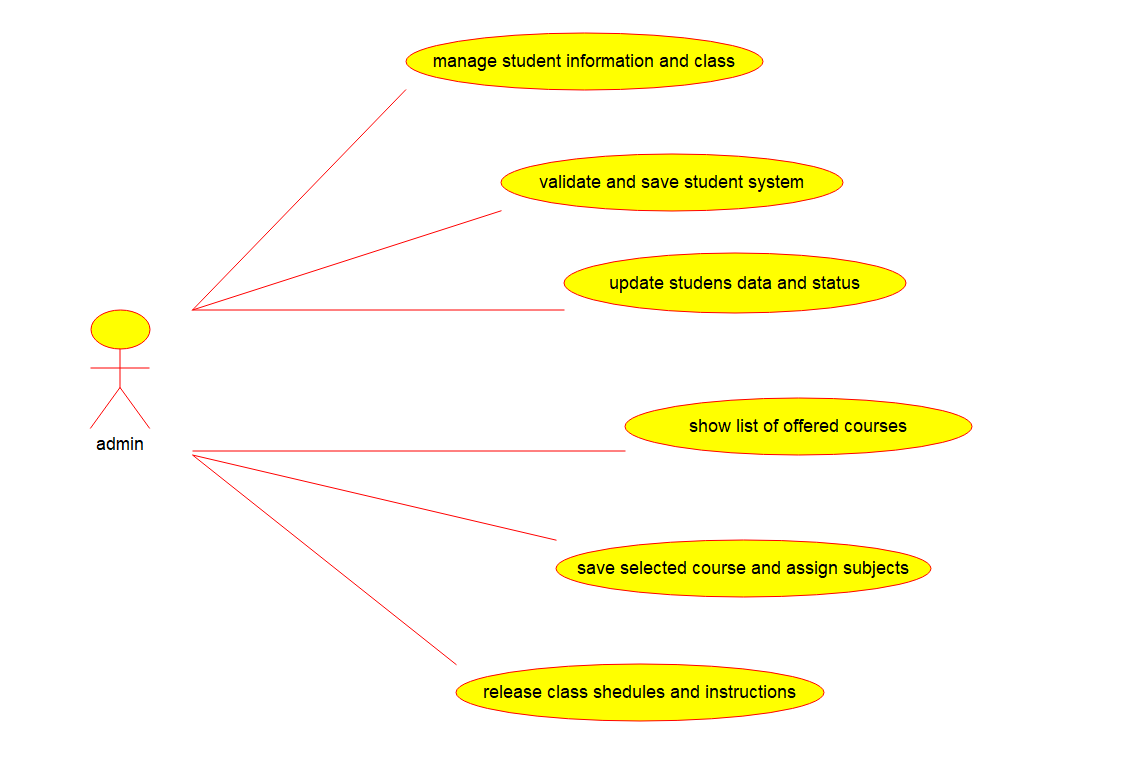 manage student information and class
validate and save student system
update studens data and status
admin
show list of offered courses
save selected course and assign subjects
release class shedules and instructions